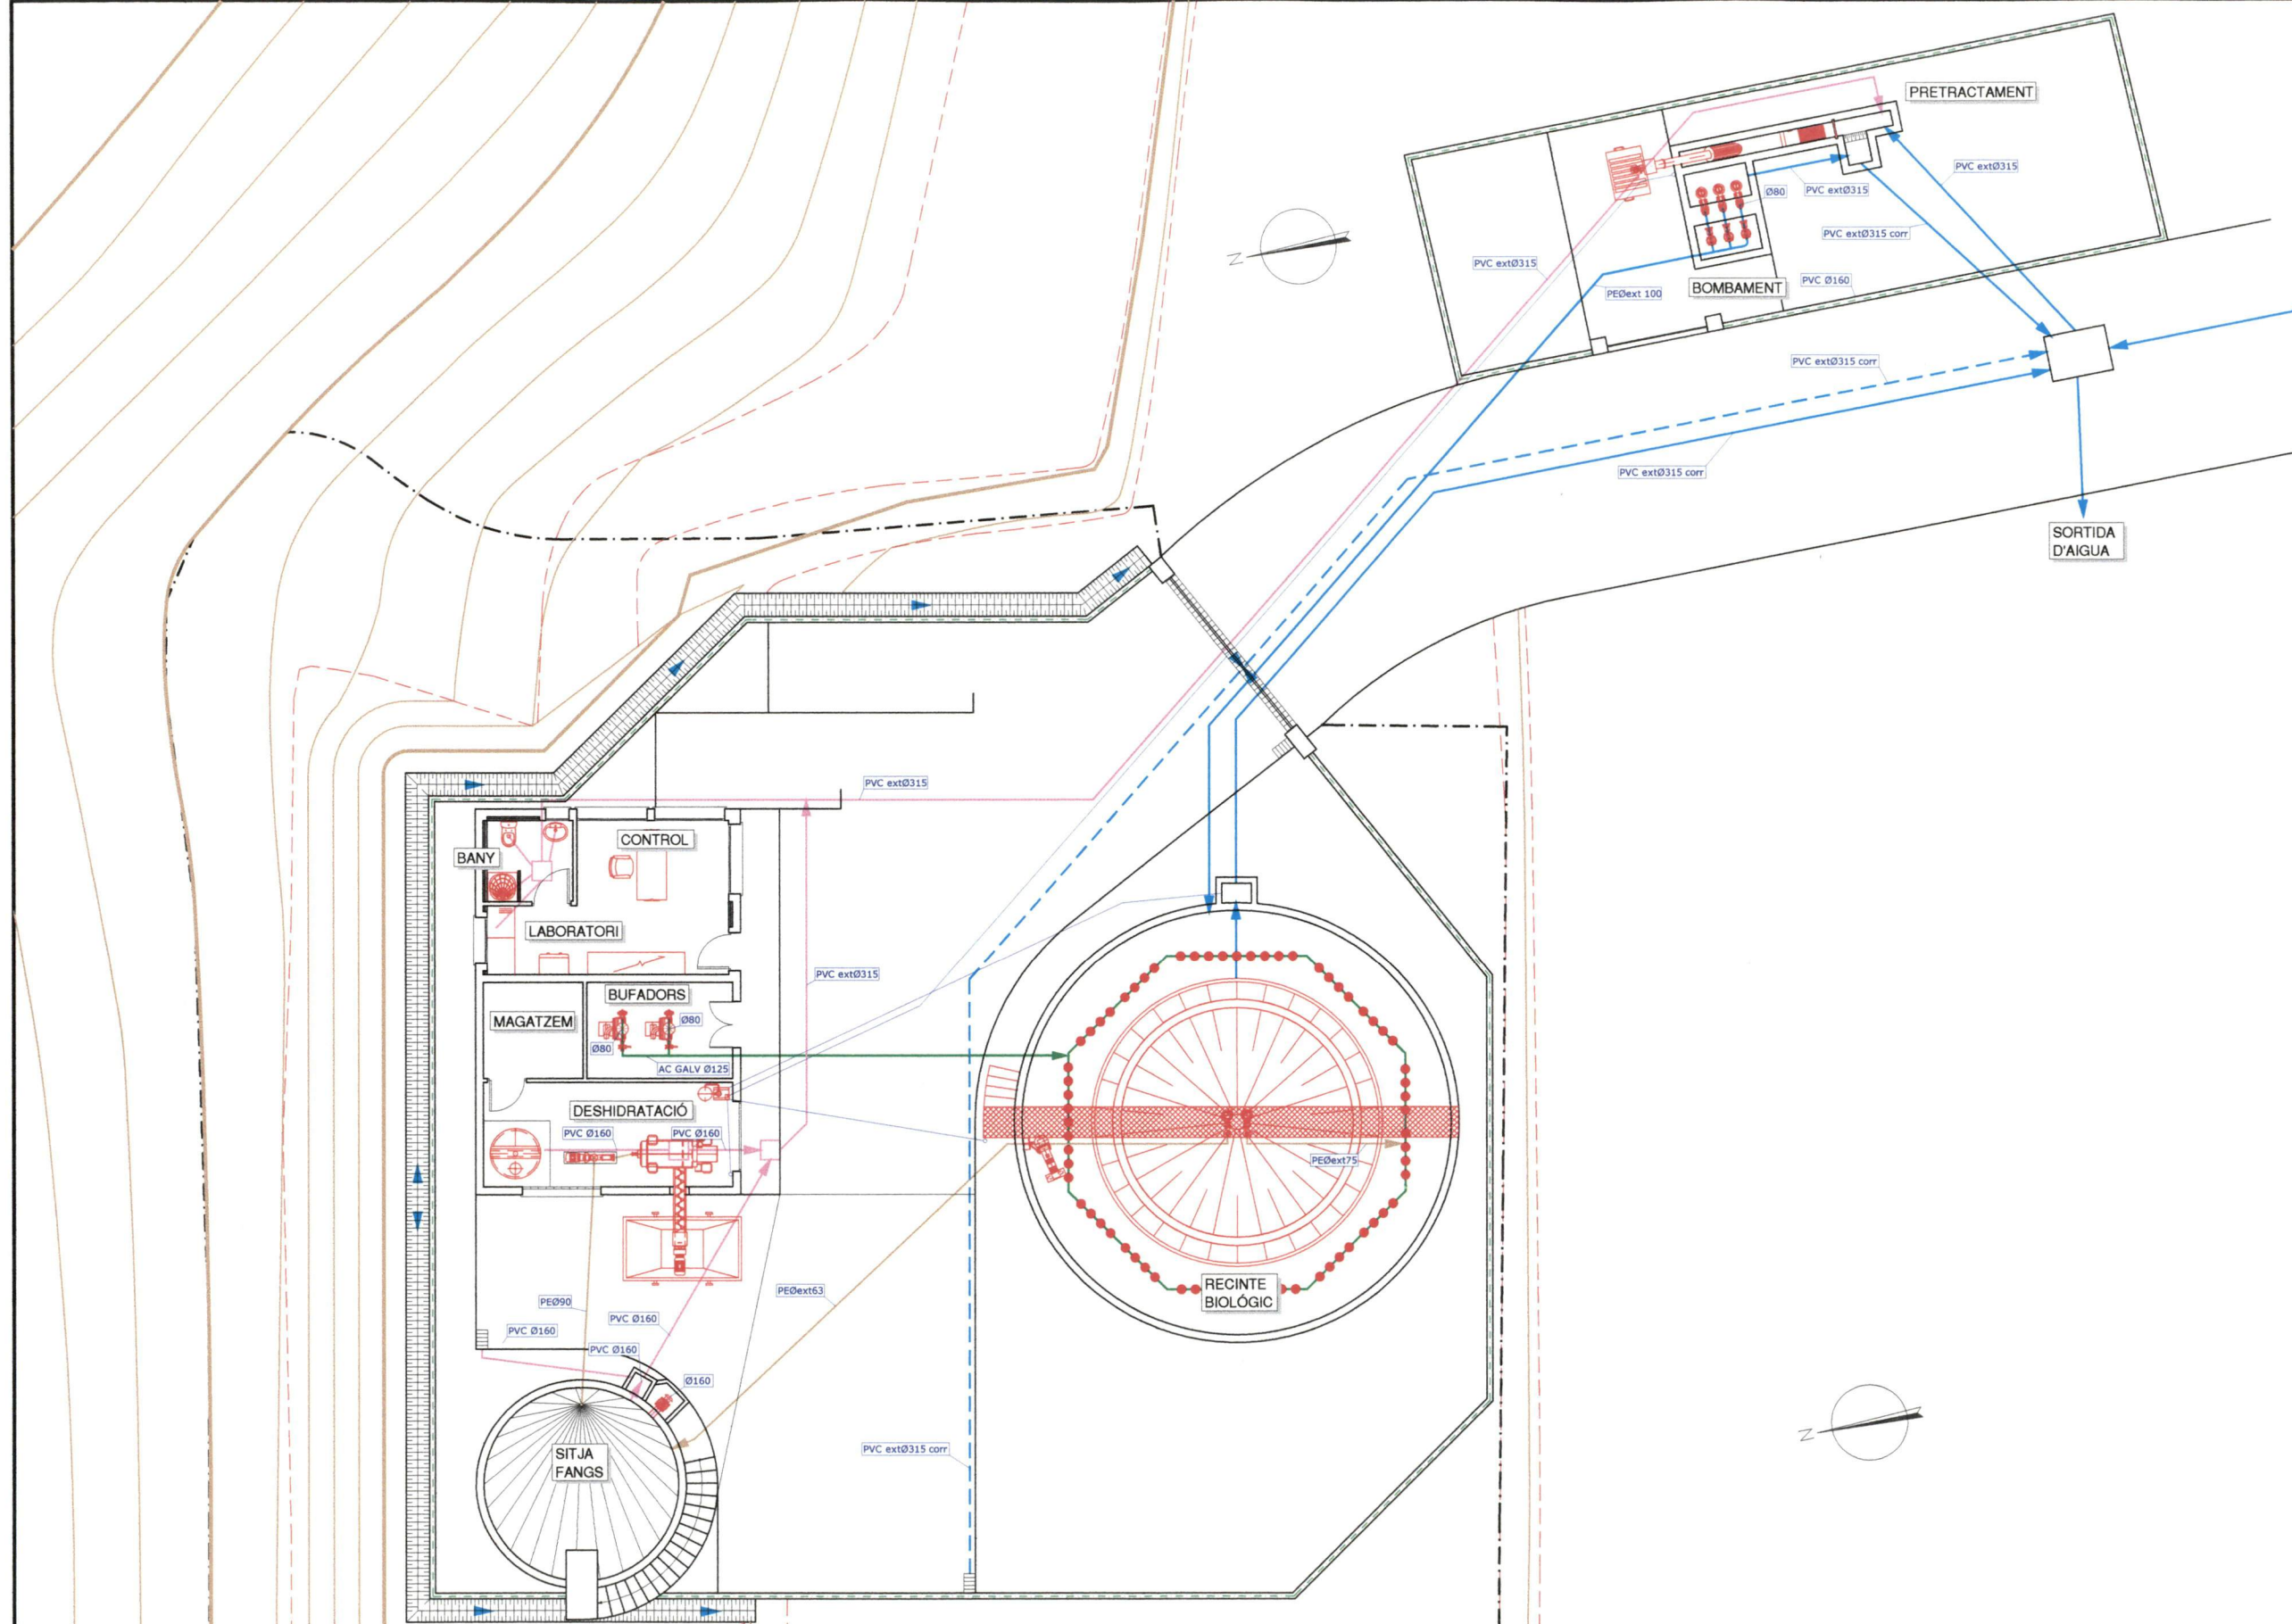 PRETRACTAMENT
PVC extØ315
Ø80
PVC extØ315
PVC extØ315 corr
N
PVC extØ315
PEØext 100
BOMBAMENT
PVC Ø160
PVC extØ315 corr
PVC extØ315 corr
SORTIDA
D'AIGUA
PVC extØ315
CONTROL
BANY
LABORATORI
PVC extØ315
BUFADORS
MAGATZEM
Ø80
Ø80
AC GALV Ø125
DESHIDRATACIÓ
PVC Ø160
PVC Ø160
PEØext75
PEØext63
RECINTE
BIOLÓGIC
PEØ90
PVC Ø160
PVC Ø160
PVC Ø160
Ø160
N
PVC extØ315 corr
SITJA
FANGS